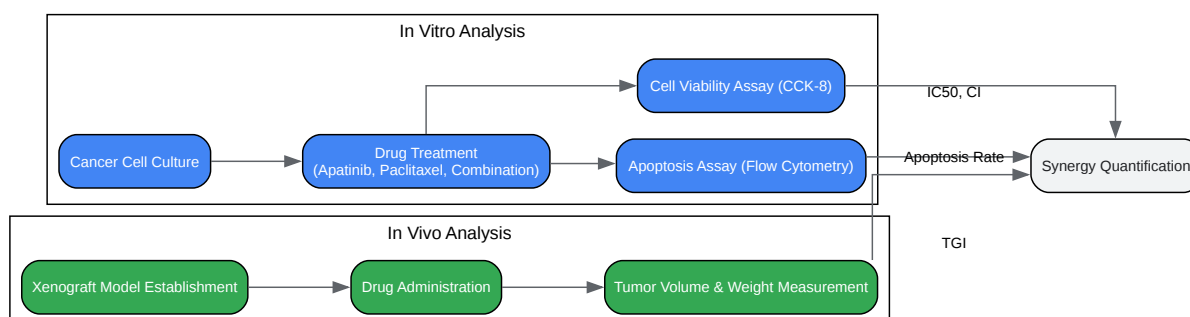 In Vitro Analysis
Cell Viability Assay (CCK-8)
IC50, CI
Cancer Cell Culture
Drug Treatment
(Apatinib, Paclitaxel, Combination)
Apoptosis Assay (Flow Cytometry)
Apoptosis Rate
Synergy Quantification
In Vivo Analysis
TGI
Xenograft Model Establishment
Drug Administration
Tumor Volume & Weight Measurement